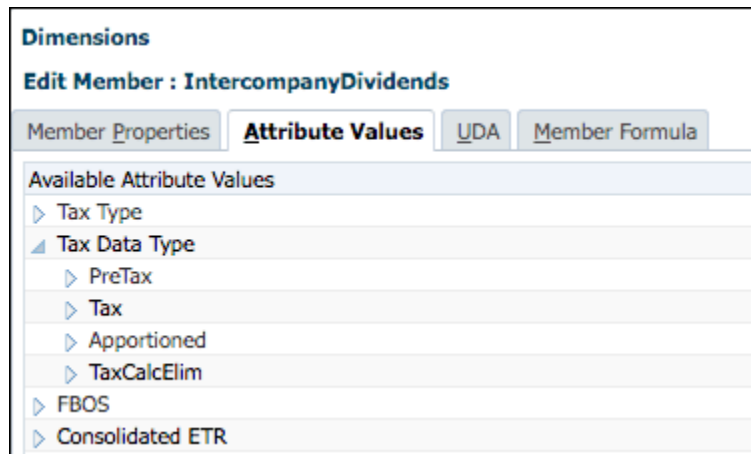 Dimensions
Edit Member : IntercompanyDividends
Member Properties Attribute Values UDA Member Formula
Available Attribute Values
Tax Type
Tax Data Type
PreTax
Tax
Apportioned
TaxCalcElim
FBOS
Consolidated ETR